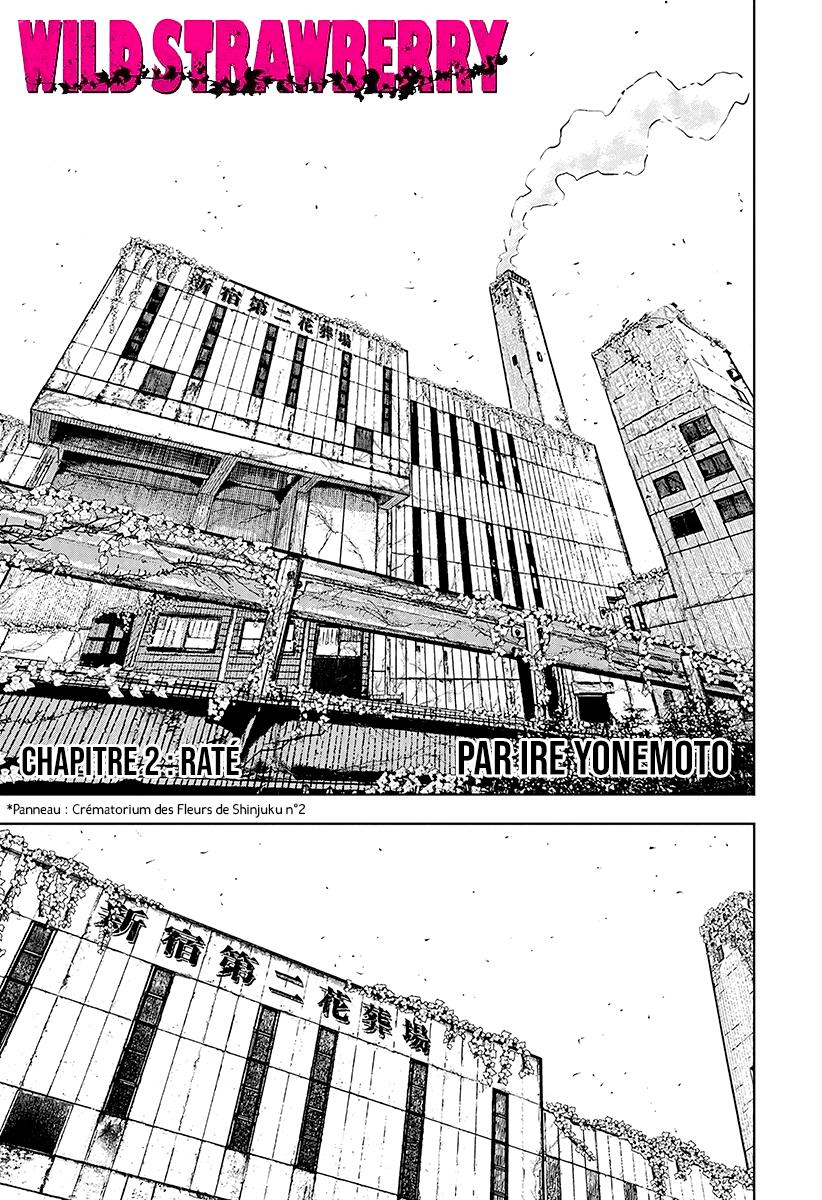 WILD STRAWBERRY
新宿第二花葬場
CHAPITRE 2 : RATÉ
PAR IRE YONEMOTO
*Panneau : Crématorium des Fleurs de Shinjuku n°2
新宿第二花葬場